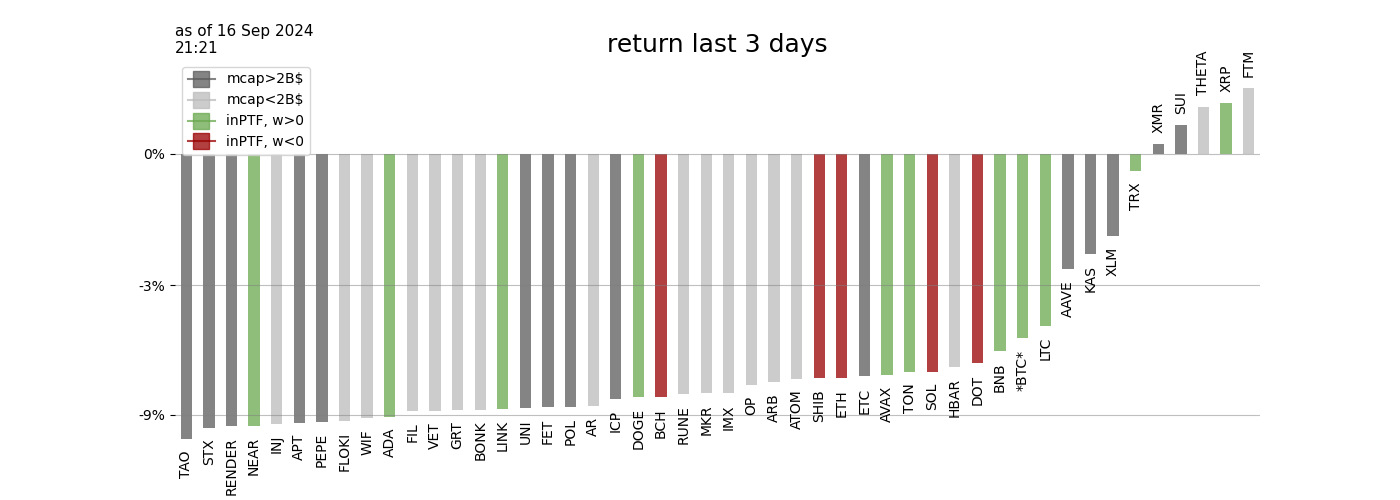 as of 16 Sep 2024
21:21
return last 3 days
mcap>2B$
mcap<2B$
inPTF, w>0
inPTF, w<0
0%
-3%
-9%
TAO
STX
RENDER
NEAR
INJ
APT
PEPE
FLOKI
WIF
ADA
FIL
VET
GRT
BONK
LINK
UNI
FET
POL
AR
ICP
DOGE
BCH
RUNE
MKR
IMX
OP
ARB
ATOM
SHIB
ETH
ETC
AVAX
TON
SOL
HBAR
DOT
BNB
*BTC*
LTC
AAVE
KAS
XLM
TRX
XMR
SUI
THETA
XRP
FTM